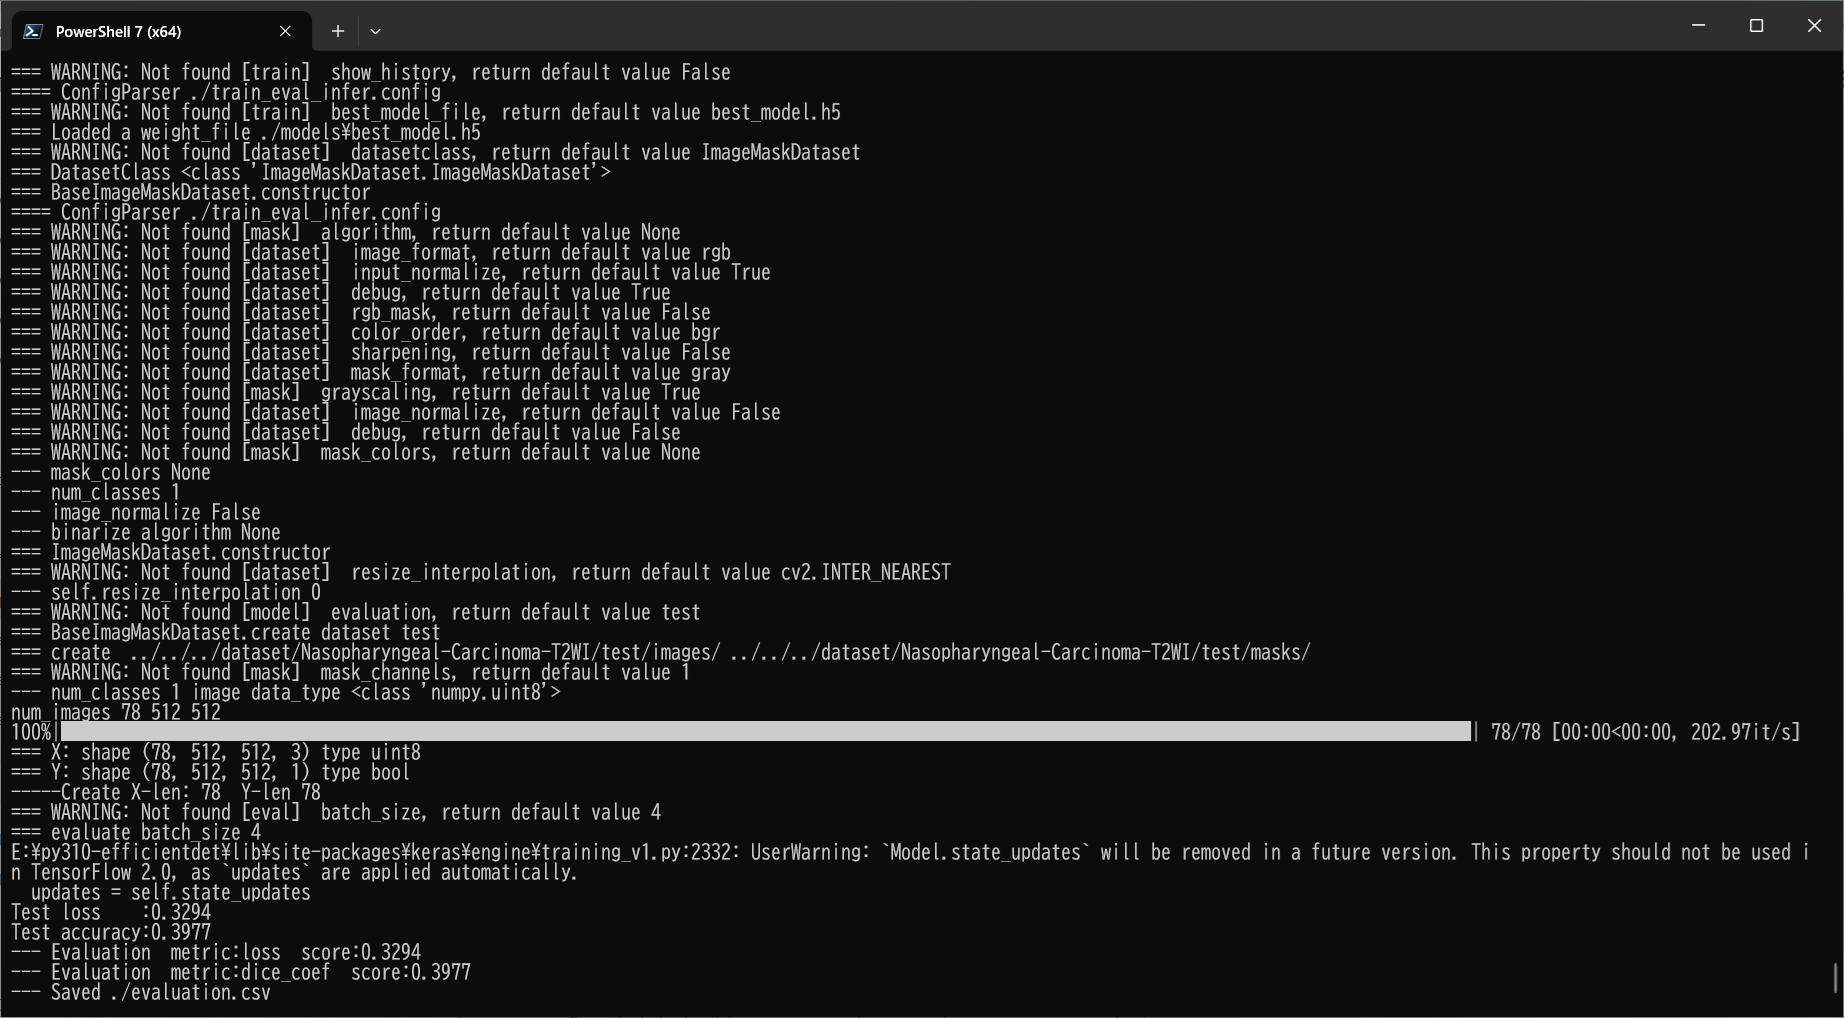 PowerShell 7 (x64)
=== WARNING: Not found [train]  show_history, return default value False
==== ConfigParser ./train_eval_infer.config
=== WARNING: Not found [train]  best_model_file, return default value best_model.h5
=== Loaded a weight_file ./models¥best_model.h5
=== WARNING: Not found [dataset]  datasetclass, return default value ImageMaskDataset
=== DatasetClass <class 'ImageMaskDataset.ImageMaskDataset'>
=== BaseImageMaskDataset.constructor
==== ConfigParser ./train_eval_infer.config
=== WARNING: Not found [mask]  algorithm, return default value None
=== WARNING: Not found [dataset]  image_format, return default value rgb
=== WARNING: Not found [dataset]  input_normalize, return default value True
=== WARNING: Not found [dataset]  debug, return default value True
=== WARNING: Not found [dataset]  rgb_mask, return default value False
=== WARNING: Not found [dataset]  color_order, return default value bgr
=== WARNING: Not found [dataset]  sharpening, return default value False
=== WARNING: Not found [dataset]  mask_format, return default value gray
=== WARNING: Not found [mask]  grayscaling, return default value True
=== WARNING: Not found [dataset]  image_normalize, return default value False
=== WARNING: Not found [dataset]  debug, return default value False
=== WARNING: Not found [mask]  mask_colors, return default value None
--- mask_colors None
--- num_classes 1
--- image_normalize False
--- binarize algorithm None
=== ImageMaskDataset.constructor
=== WARNING: Not found [dataset]  resize_interpolation, return default value cv2.INTER_NEAREST
--- self.resize_interpolation 0
=== WARNING: Not found [model]  evaluation, return default value test
=== BaseImagMaskDataset.create dataset test
=== create  ../../../dataset/Nasopharyngeal-Carcinoma-T2WI/test/images/ ../../../dataset/Nasopharyngeal-Carcinoma-T2WI/test/masks/
=== WARNING: Not found [mask]  mask_channels, return default value 1
--- num_classes 1 image data_type <class 'numpy.uint8'>
num_images 78 512 512
100%| | 78/78 [00:00<00:00, 202.97it/s]
=== X: shape (78, 512, 512, 3) type uint8
=== Y: shape (78, 512, 512, 1) type bool
-----Create X-len: 78  Y-len 78
=== WARNING: Not found [eval]  batch_size, return default value 4
=== evaluate batch_size 4
E:¥py310-efficientdet¥lib¥site-packages¥keras¥engine¥training_v1.py:2332: UserWarning: `Model.state_updates` will be removed in a future version. This property should not be used i
n TensorFlow 2.0, as `updates` are applied automatically.
  updates = self.state_updates
Test loss    :0.3294
Test accuracy:0.3977
--- Evaluation  metric:loss  score:0.3294
--- Evaluation  metric:dice_coef  score:0.3977
--- Saved ./evaluation.csv